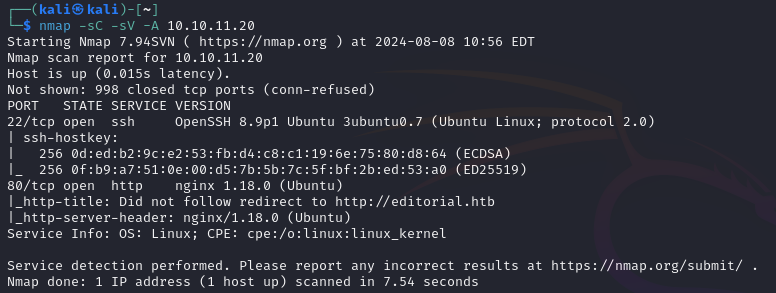 ┌──(kali㉿kali)-[~]
└─$ nmap -sC -sV -A 10.10.11.20
Starting Nmap 7.94SVN ( https://nmap.org ) at 2024-08-08 10:56 EDT
Nmap scan report for 10.10.11.20
Host is up (0.015s latency).
Not shown: 998 closed tcp ports (conn-refused)
PORT   STATE SERVICE VERSION
22/tcp open  ssh     OpenSSH 8.9p1 Ubuntu 3ubuntu0.7 (Ubuntu Linux; protocol 2.0)
| ssh-hostkey:
|   256 0d:ed:b2:9c:e2:53:fb:d4:c8:c1:19:6e:75:80:d8:64 (ECDSA)
|_  256 0f:b9:a7:51:0e:00:d5:7b:5b:7c:5f:bf:2b:ed:53:a0 (ED25519)
80/tcp open  http    nginx 1.18.0 (Ubuntu)
|_http-title: Did not follow redirect to http://editorial.htb
|_http-server-header: nginx/1.18.0 (Ubuntu)
Service Info: OS: Linux; CPE: cpe:/o:linux:linux_kernel

Service detection performed. Please report any incorrect results at https://nmap.org/submit/ .
Nmap done: 1 IP address (1 host up) scanned in 7.54 seconds